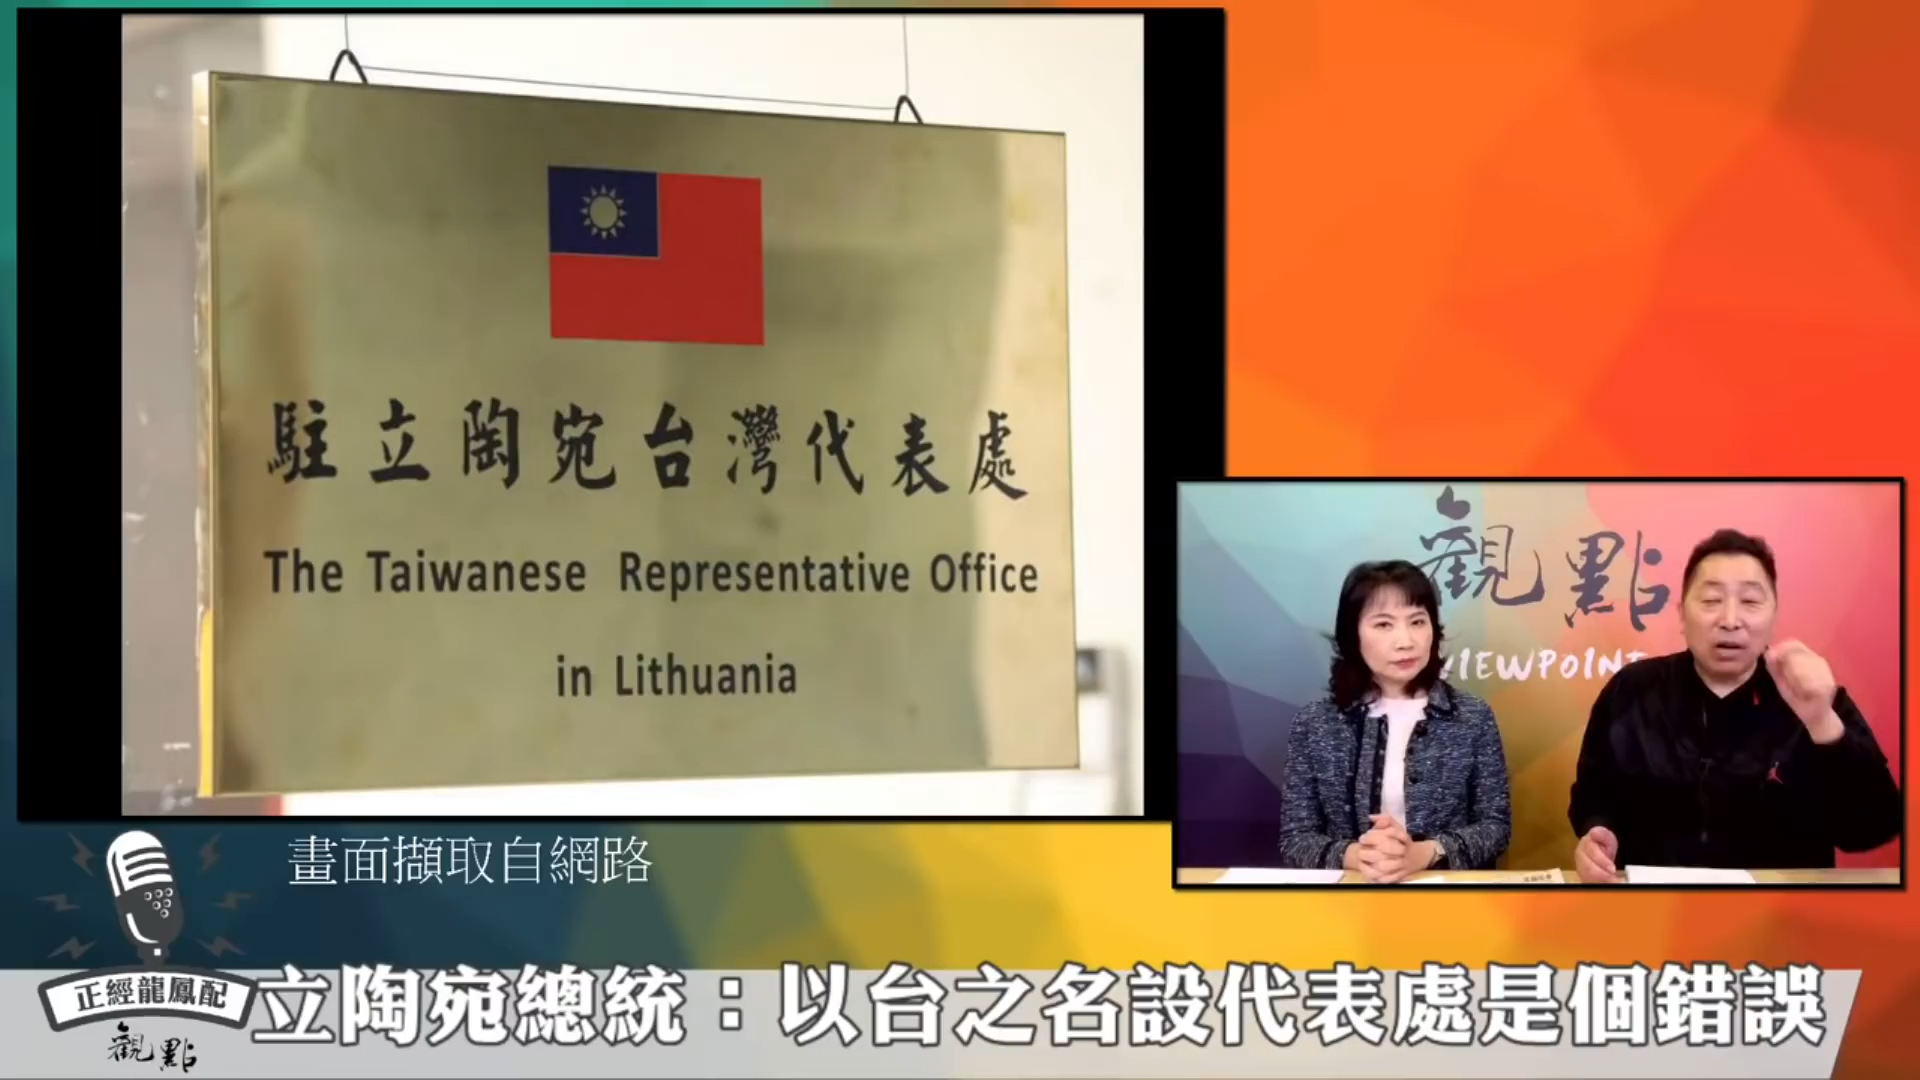 駐立陶宛台灣代表處
The Taiwanese Representative Office
in Lithuania
觀點
VIEWPOINT
畫面擷取自網路
正經龍鳳配
觀點
立陶宛總統：以台之名設代表處是個錯誤